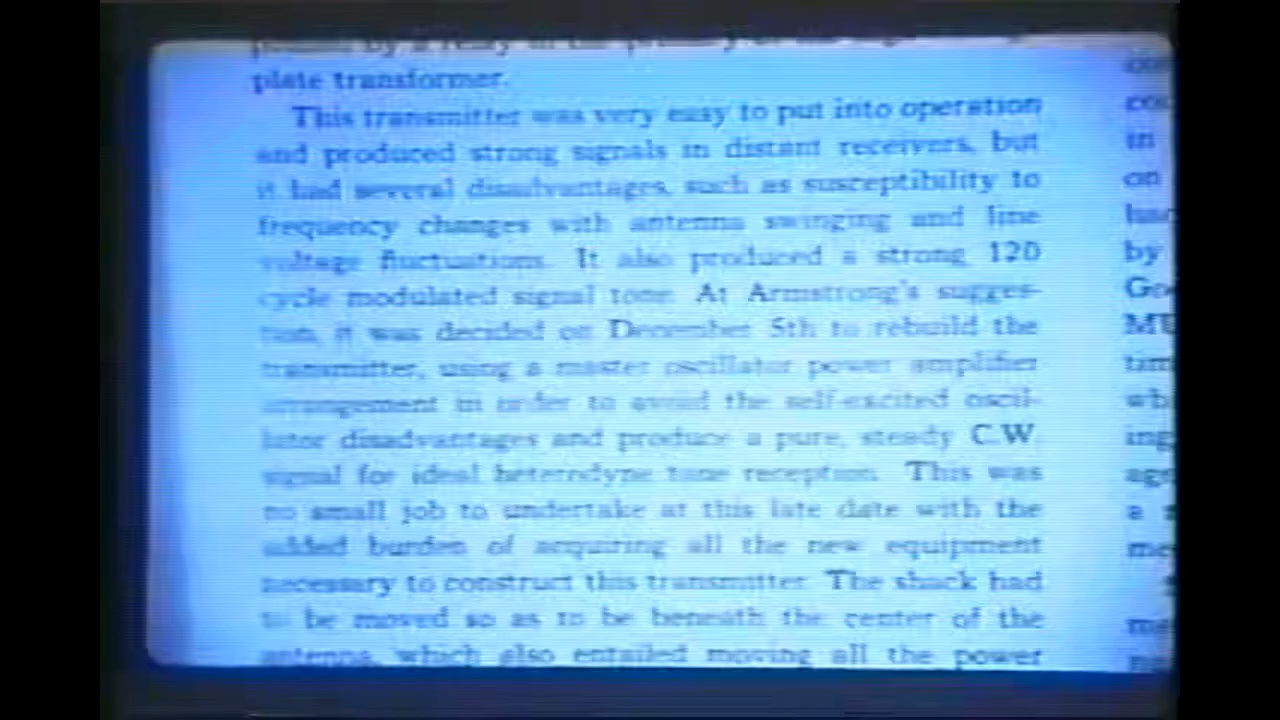 plate transformer.
This transmitter was very easy to put into operation
and produced strong signals in distant receivers, but
it had several disadvantages, such as susceptibility to
frequency changes with antenna swinging and line
voltage fluctuations. It also produced a strong 120
cycle modulated signal tone. At Armstrong's sugges-
tion, it was decided on December 5th to rebuild the
transmitter, using a master oscillator power amplifier
arrangement in order to avoid the self-excited oscil-
lator disadvantages and produce a pure, steady C.W.
signal for ideal heterodyne tone reception. This was
no small job to undertake at this late date with the
added burden of acquiring all the new equipment
necessary to construct this transmitter. The shack had
to be moved so as to be beneath the center of the
antenna, which also entailed moving all the power
in
on
by
a